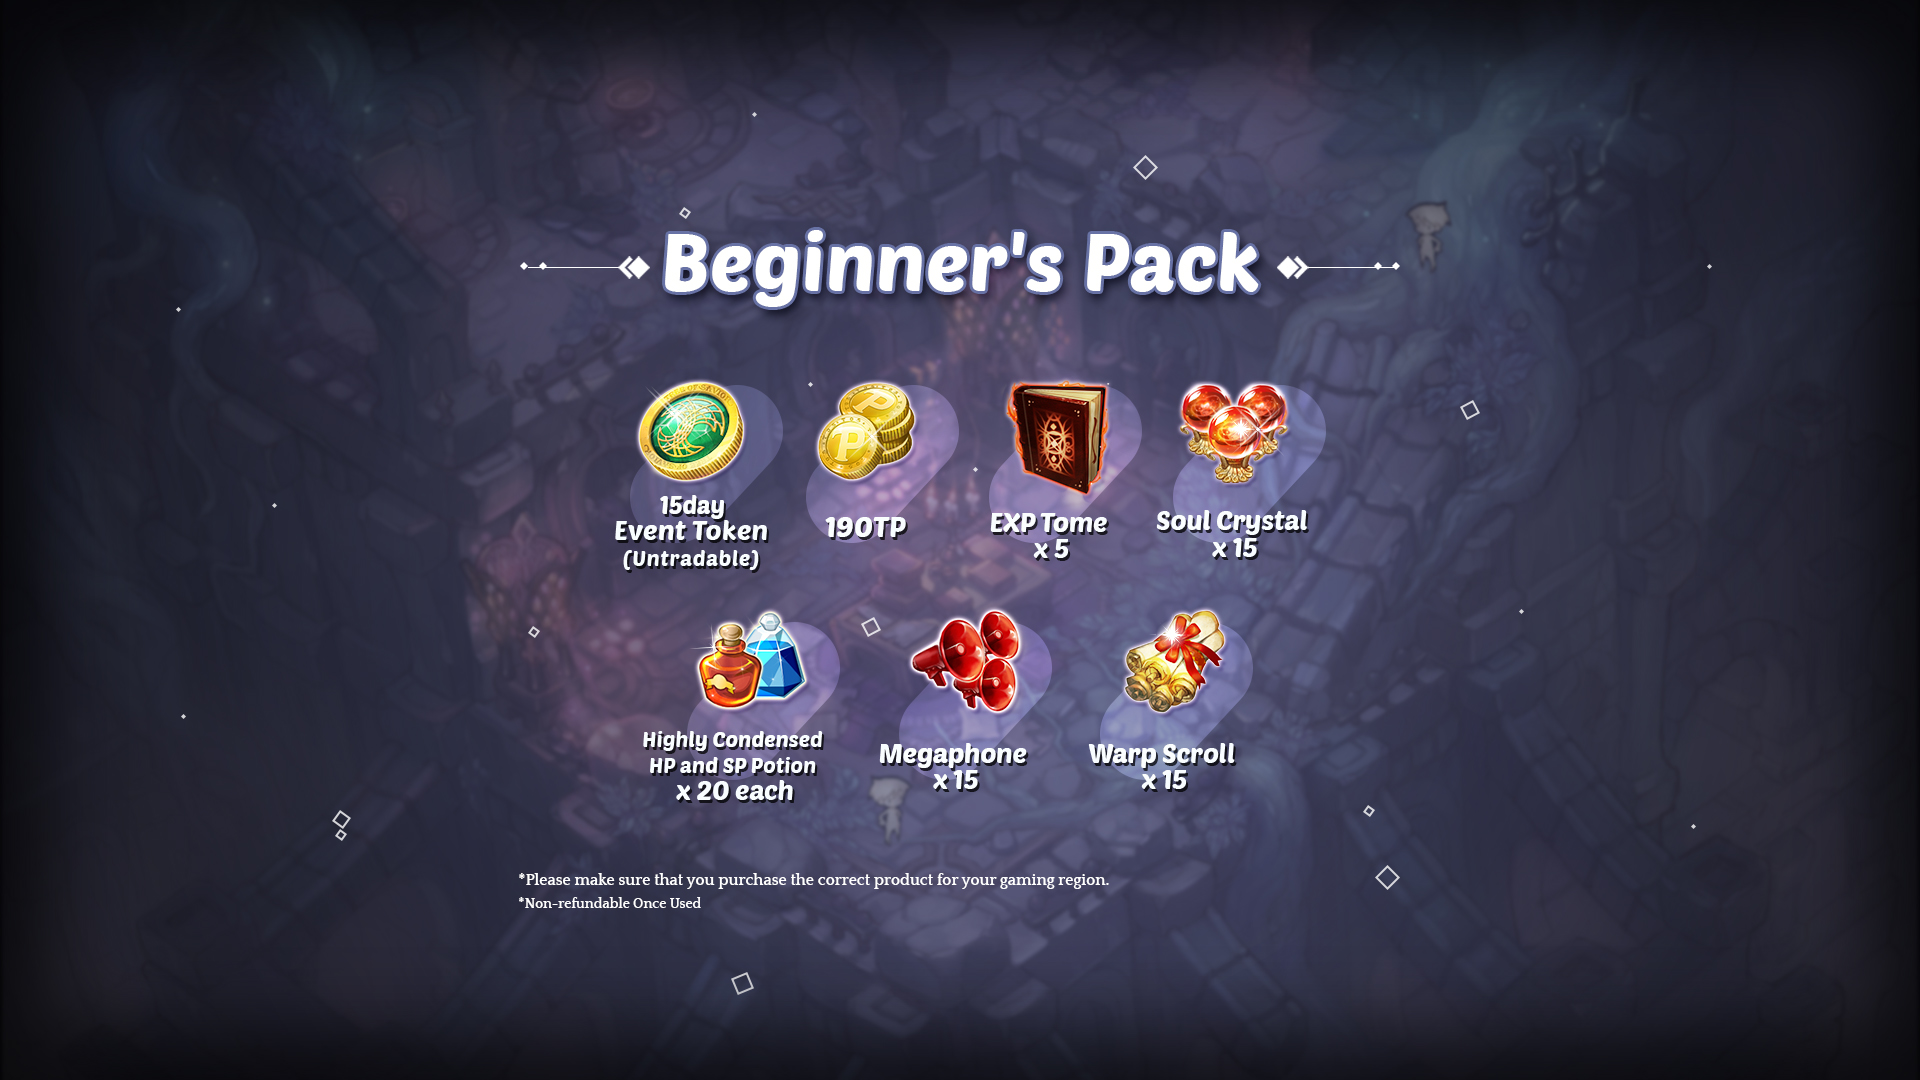 Beginner's Pack
15day
Event Token
(Untradable)
190TP
EXP Tome
x 5
Soul Crystal
x 15
Highly Condensed
HP and SP Potion
x 20 each
Megaphone
x 15
Warp Scroll
x 15
*Please make sure that you purchase the correct product for your gaming region.
*Non-refundable Once Used